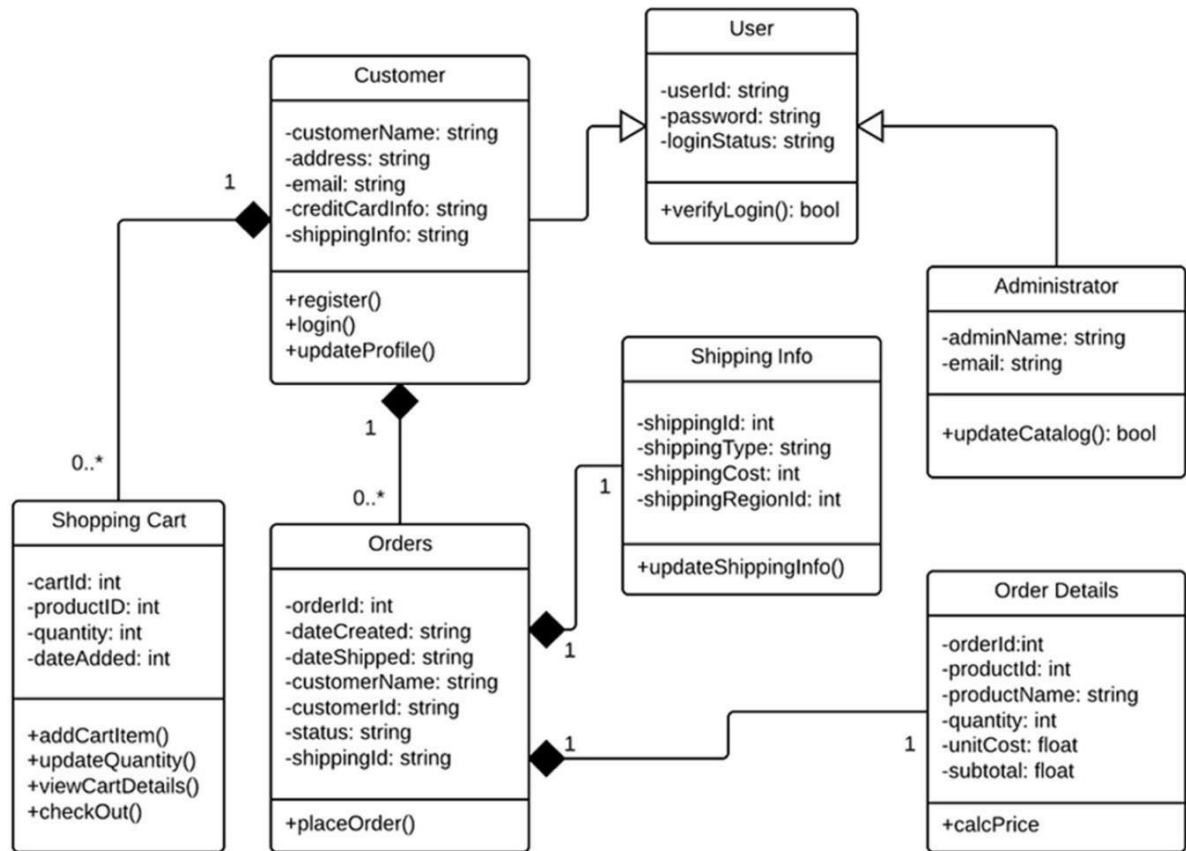 User
-userId: string
-password: string
-loginStatus: string
+verifyLogin(): bool
Customer
-customerName: string
-address: string
-email: string
-creditCardInfo: string
-shippingInfo: string
+register()
+login()
+updateProfile()
1
0..*
1
0..*
Administrator
-adminName: string
-email: string
+updateCatalog(): bool
Shipping Info
-shippingId: int
-shippingType: string
-shippingCost: int
-shippingRegionId: int
+updateShippingInfo()
1
1
Shopping Cart
-cartId: int
-productID: int
-quantity: int
-dateAdded: int
+addCartItem()
+updateQuantity()
+viewCartDetails()
+checkOut()
Orders
-orderId: int
-dateCreated: string
-dateShipped: string
-customerName: string
-customerId: string
-status: string
-shippingId: string
+placeOrder()
1
1
Order Details
-orderId:int
-productId: int
-productName: string
-quantity: int
-unitCost: float
-subtotal: float
+calcPrice